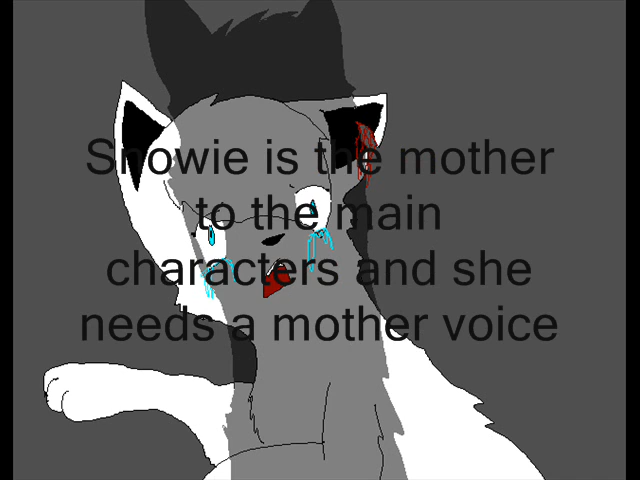 Snowie is the mother
to the main
characters and she
needs a mother voice